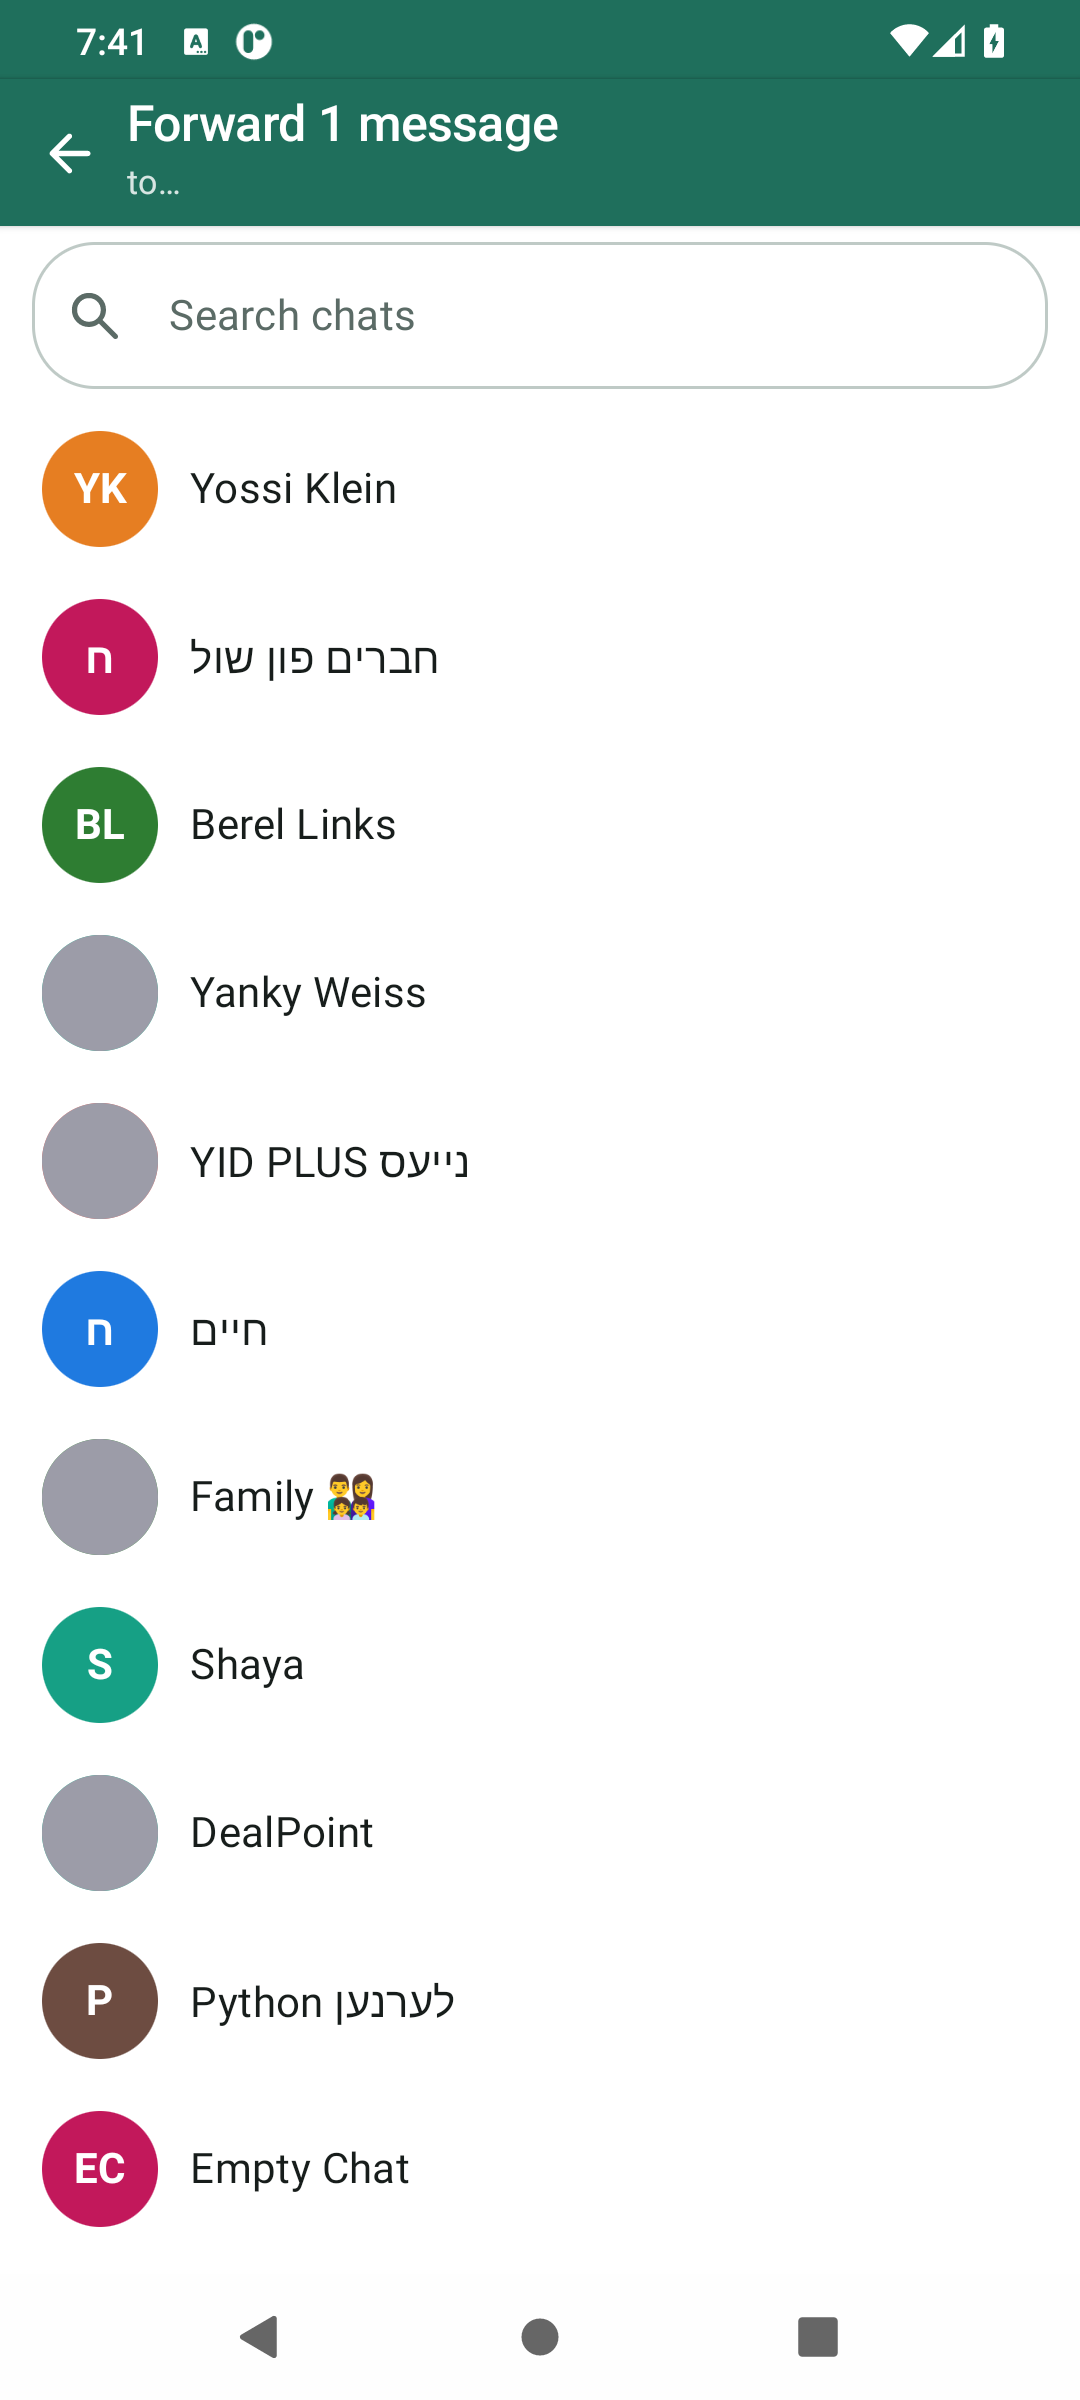 7:41
Forward 1 message
to...
Search chats
YK
Yossi Klein
ח
חברים פון שול
BL
Berel Links
Yanky Weiss
YID PLUS נייעס
ח
חיים
Family 👨‍👩‍👧‍👦
S
Shaya
DealPoint
P
Python לערנען
EC
Empty Chat